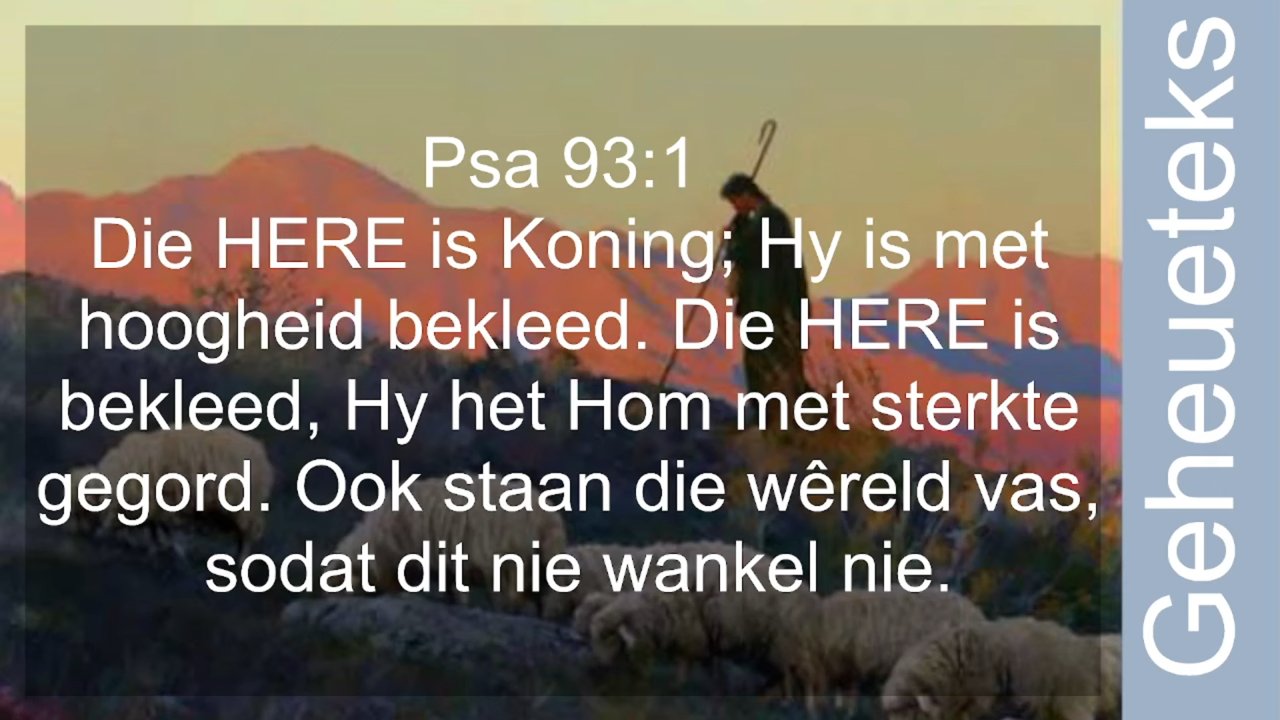 Psa 93:1
Die HERE is Koning; Hy is met
hoogheid bekleed. Die HERE is
bekleed, Hy het Hom met sterkte
gegord. Ook staan die wêreld vas,
sodat dit nie wankel nie.
Geheueteks